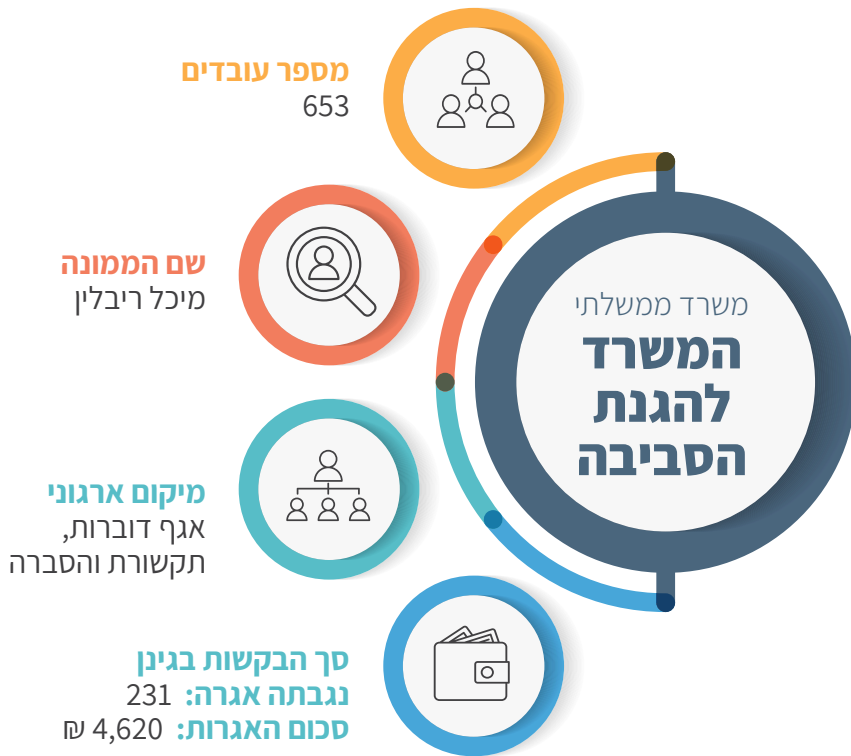 משרד ממשלתי
המשרד
להגנת
הסביבה
מספר עובדים
653
שם הממונה
מיכל ריבלין
מיקום ארגוני
אגף דוברות,
תקשורת והסברה
סך הבקשות בגינן
נגבתה אגרה: 231
סכום האגרות: 4,620 ₪